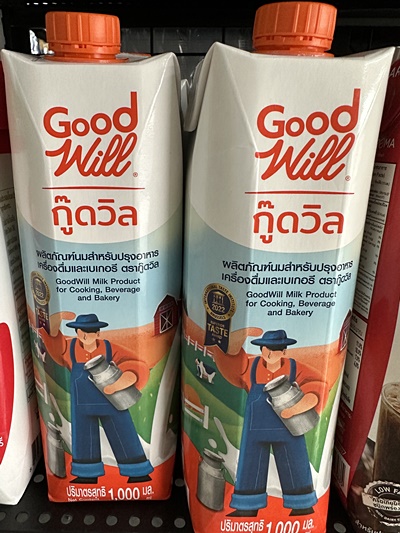 Good
Will®
กู๊ดวิล
ผลิตภัณฑ์นมสำหรับปรุงอาหาร
เครื่องดื่มและเบเกอรี ตรากู๊ดวิล
GoodWill Milk Product
for Cooking, Beverage
and Bakery
ปริมาตรสุทธิ 1,000 มล.
Good
Will®
กู๊ดวิล
ผลิตภัณฑ์นมสำหรับปรุงอาหาร
เครื่องดื่มและเบเกอรี ตรากู๊ดวิล
GoodWill Milk Product
for Cooking, Beverage
and Bakery
2022
TASTE
ปริมาตรสุทธิ 1,000 มล.
LOW FA